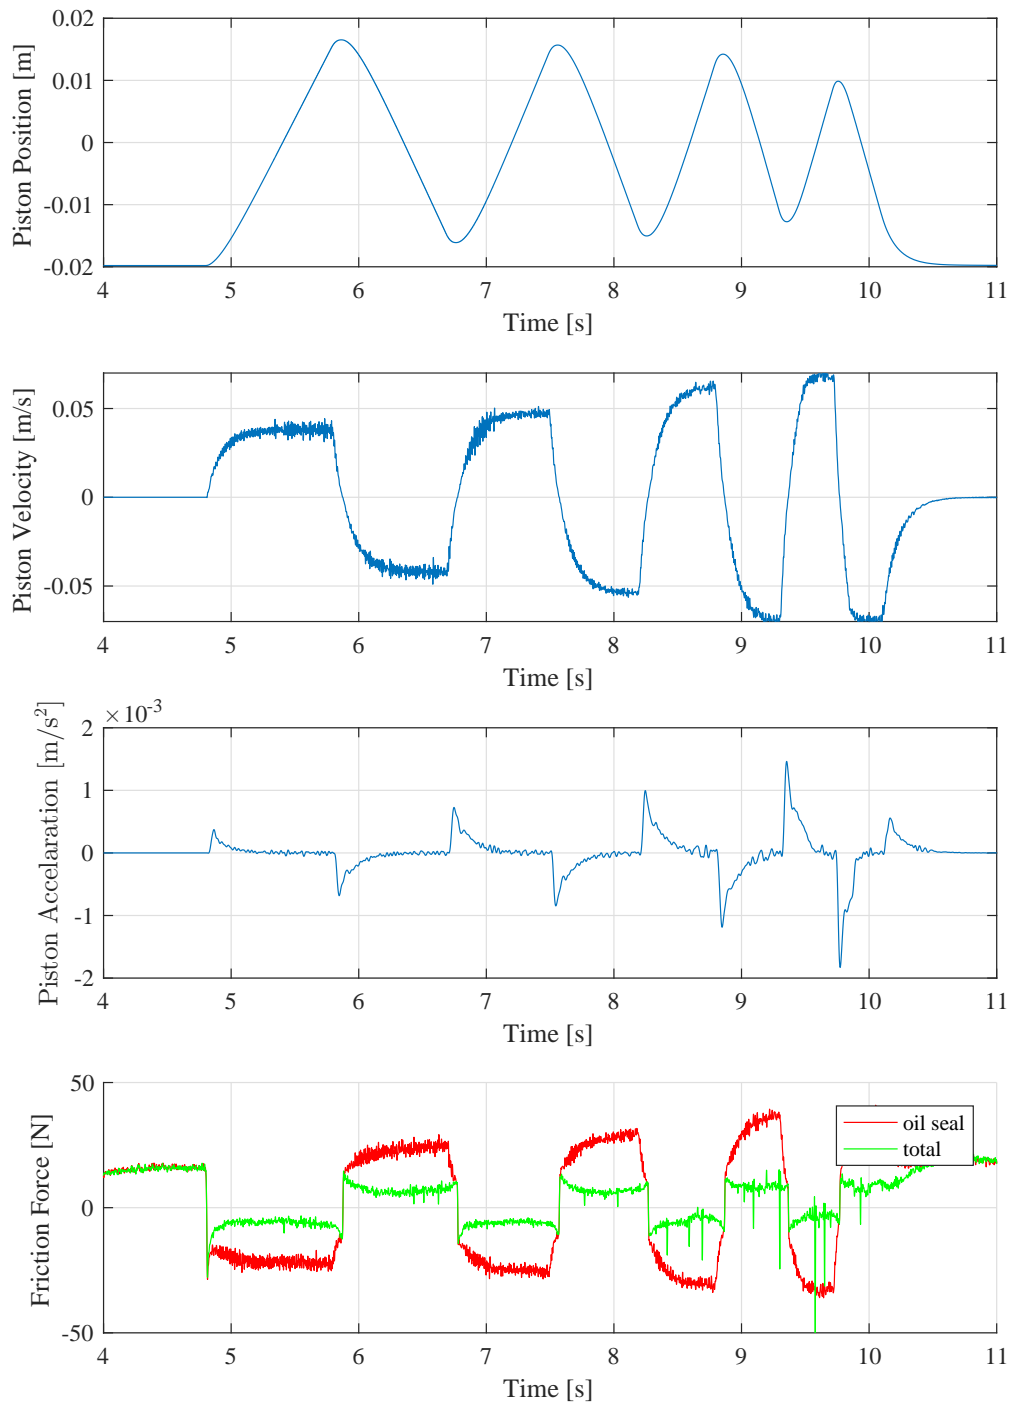 0.02
0.01
0
-0.01
-0.02
Piston Position [m]
4 5 6 7 8 9 10 11
Time [s]
0.05
0
-0.05
Piston Velocity [m/s]
4 5 6 7 8 9 10 11
Time [s]
×10⁻³
2
1
0
-1
-2
Piston Accelaration [m/s²]
4 5 6 7 8 9 10 11
Time [s]
50
0
-50
Friction Force [N]
oil seal
total
4 5 6 7 8 9 10 11
Time [s]